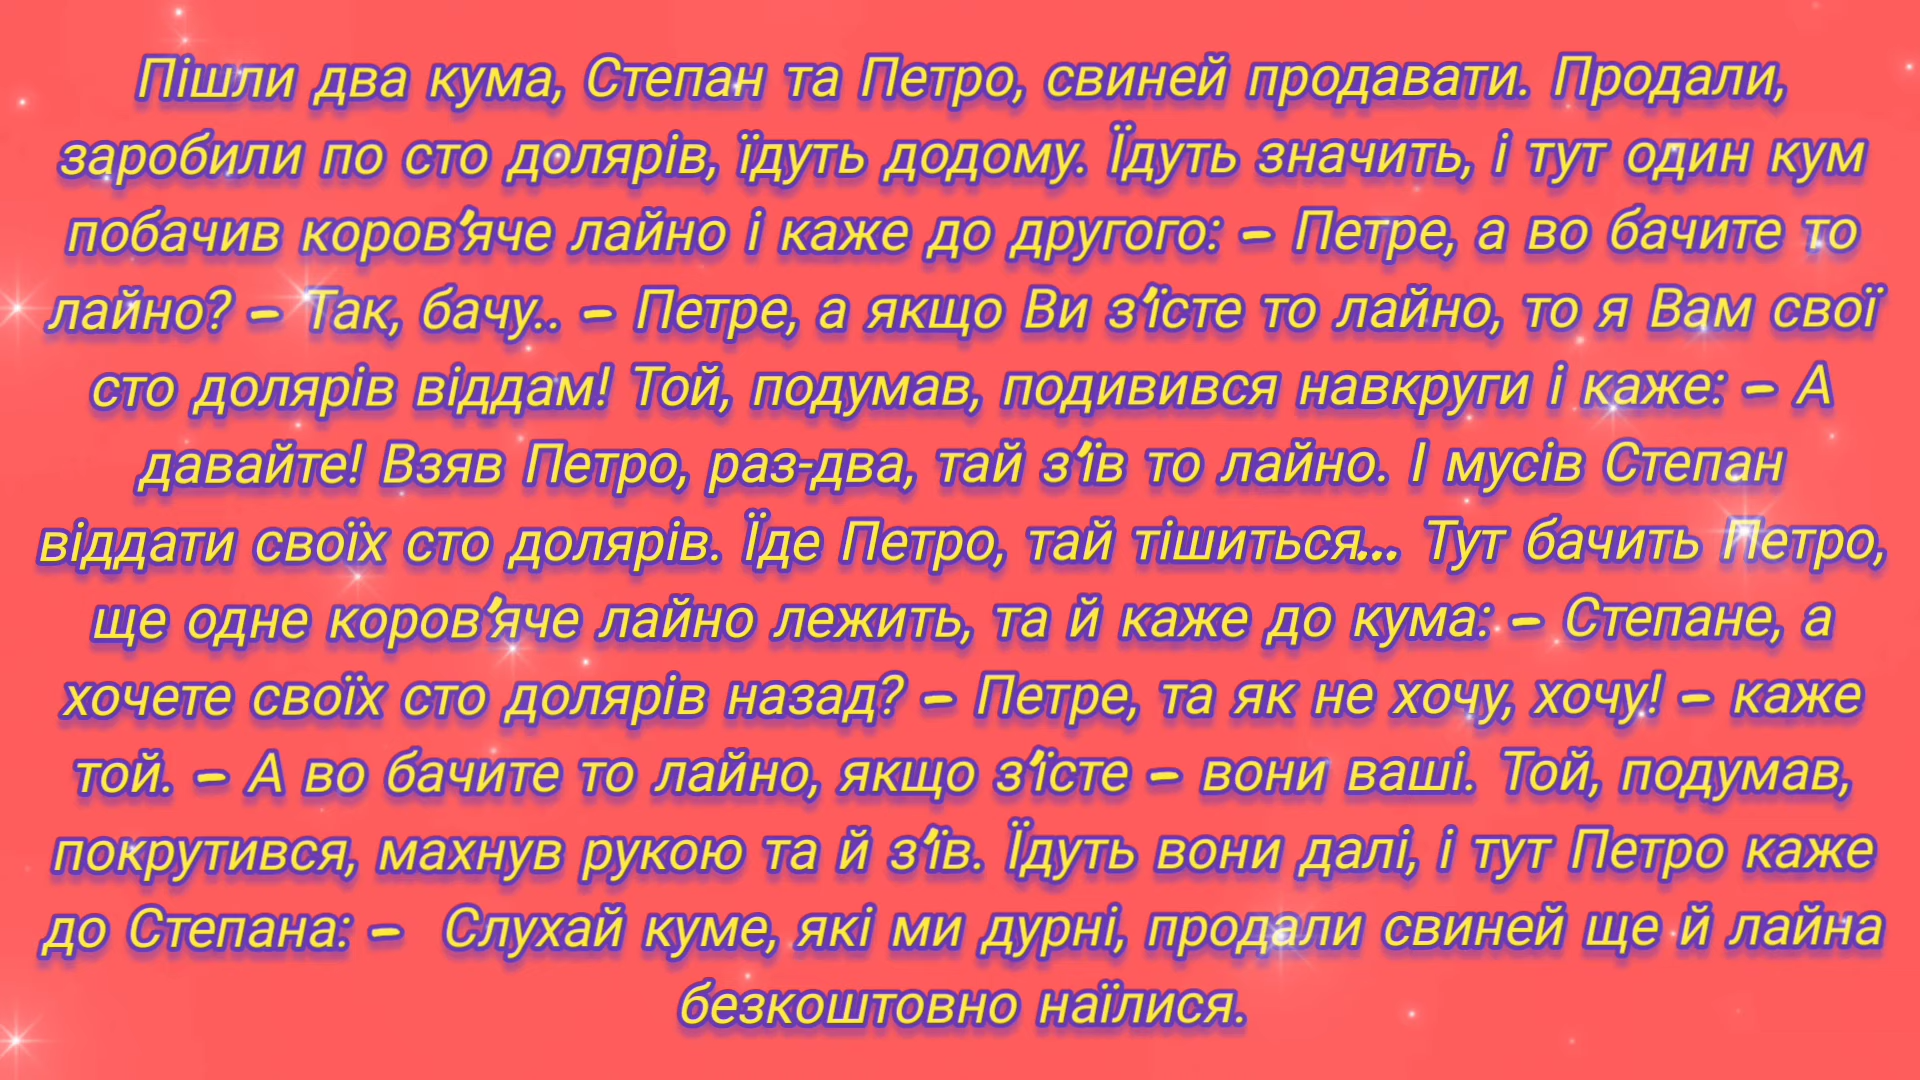 Пішли два кума, Степан та Петро, свиней продавати. Продали,
заробили по сто долярів, їдуть додому. Їдуть значить, і тут один кум
побачив коров’яче лайно і каже до другого: – Петре, а во бачите то
лайно? – Так, бачу.. – Петре, а якщо Ви з’їсте то лайно, то я Вам свої
сто долярів віддам! Той, подумав, подивився навкруги і каже: – А
давайте! Взяв Петро, раз-два, тай з’їв то лайно. І мусів Степан
віддати своїх сто долярів. Їде Петро, тай тішиться... Тут бачить Петро,
ще одне коров’яче лайно лежить, та й каже до кума: – Степане, а
хочете своїх сто долярів назад? – Петре, та як не хочу, хочу! – каже
той. – А во бачите то лайно, якщо з’їсте – вони ваші. Той, подумав,
покрутився, махнув рукою та й з’їв. Їдуть вони далі, і тут Петро каже
до Степана: – Слухай куме, які ми дурні, продали свиней ще й лайна
безкоштовно наїлися.